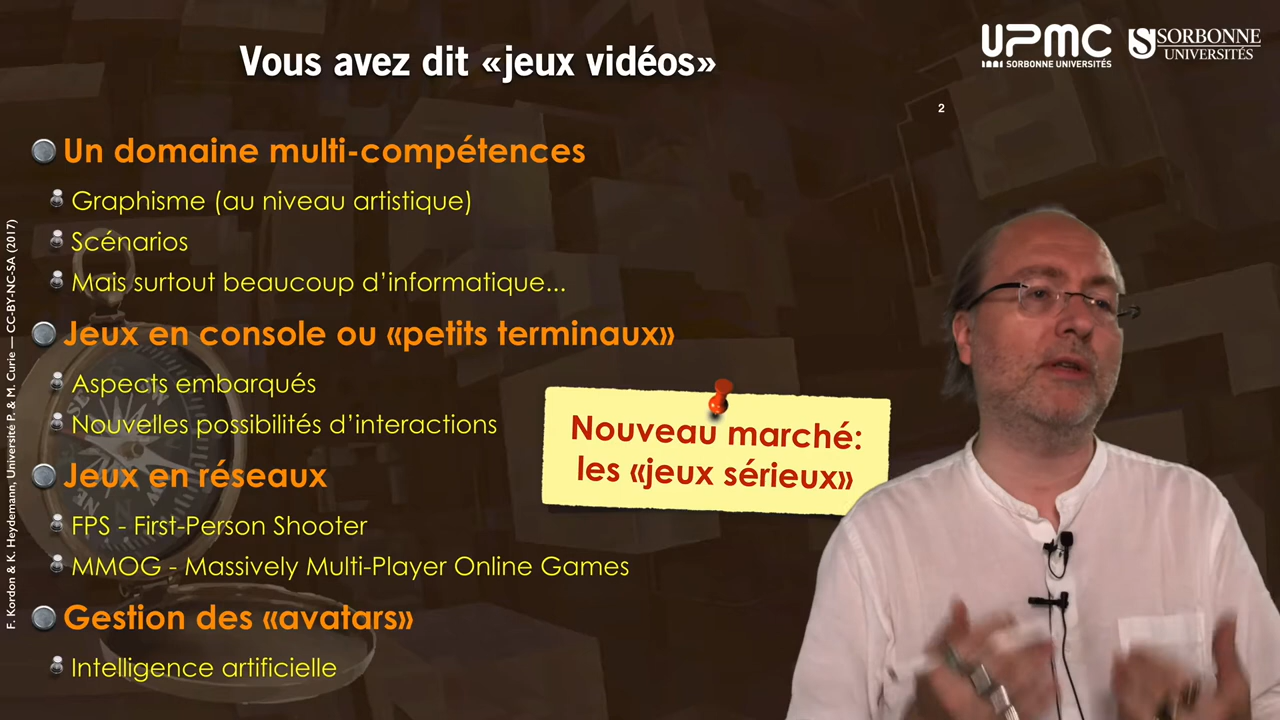 Vous avez dit «jeux vidéos»
UPMC
SORBONNE UNIVERSITÉS
SORBONNE
UNIVERSITÉS
2
Un domaine multi-compétences
Graphisme (au niveau artistique)
Scénarios
Mais surtout beaucoup d’informatique...
Jeux en console ou «petits terminaux»
Aspects embarqués
Nouvelles possibilités d’interactions
Jeux en réseaux
FPS - First-Person Shooter
MMOG - Massively Multi-Player Online Games
Gestion des «avatars»
Intelligence artificielle
Nouveau marché:
les «jeux sérieux»
F. Kordon & K. Heydemann, Université P. & M. Curie — CC-BY-NC-SA (2017)